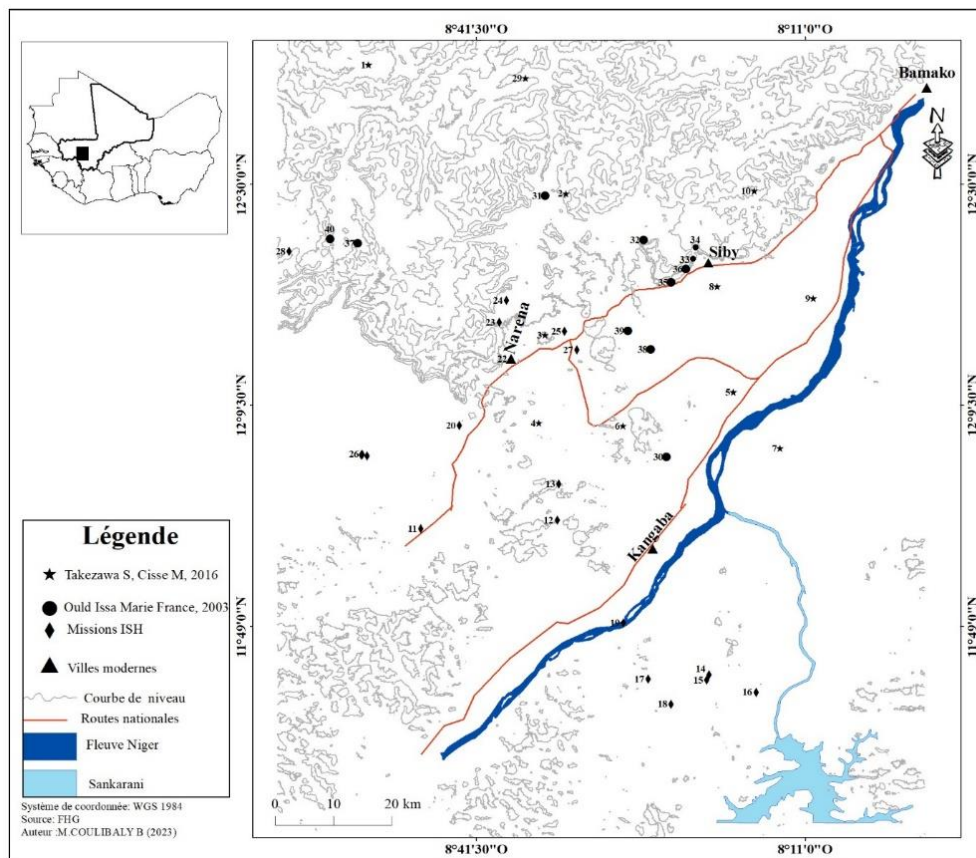 8°41'30"O
8°11'0"O
Bamako
N
1
29
12°30'0"N
12°30'0"N
31
2
10
40
37
28
32
34
33
Siby
36
35
8
9
24
23
3
25
39
Narena
22
27
38
12°9'30"N
12°9'30"N
5
20
4
6
7
26
30
13
12
11
Kangaba
11°49'0"N
11°49'0"N
19
17
14
15
16
18
Légende
Takezawa S, Cisse M, 2016
Ould Issa Marie France, 2003
Missions ISH
Villes modernes
Courbe de niveau
Routes nationales
Fleuve Niger
Sankarani
0 10 20 km
Système de coordonnée: WGS 1984
Source: FHG
Auteur :M.COULIBALY B (2023)
8°41'30"O
8°11'0"O